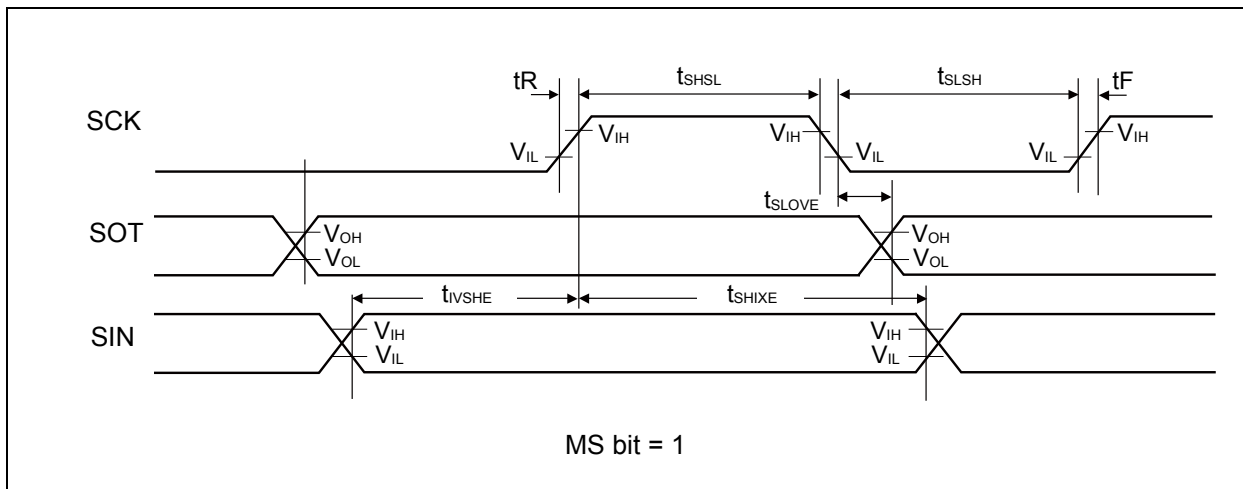 tR tSHSL tSLSH tF
SCK
VIH VIH VIH
VIL VIL VIL
tSLOVE
SOT
VOH VOH
VOL VOL
tIVSHE tSHIXE
SIN
VIH VIH
VIL VIL
MS bit = 1